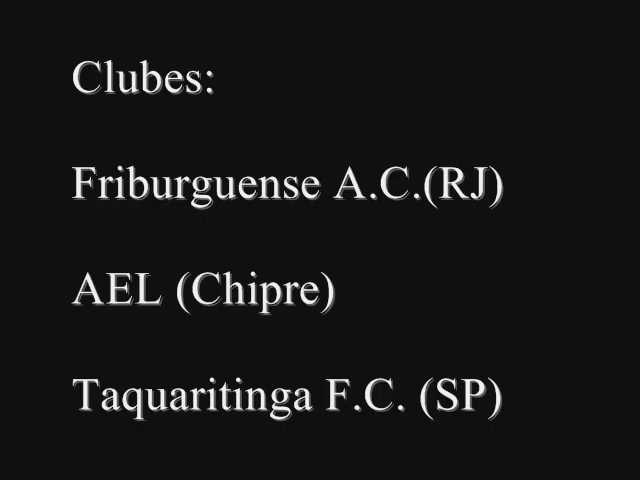 Clubes:
Friburguense A.C.(RJ)
AEL (Chipre)
Taquaritinga F.C. (SP)